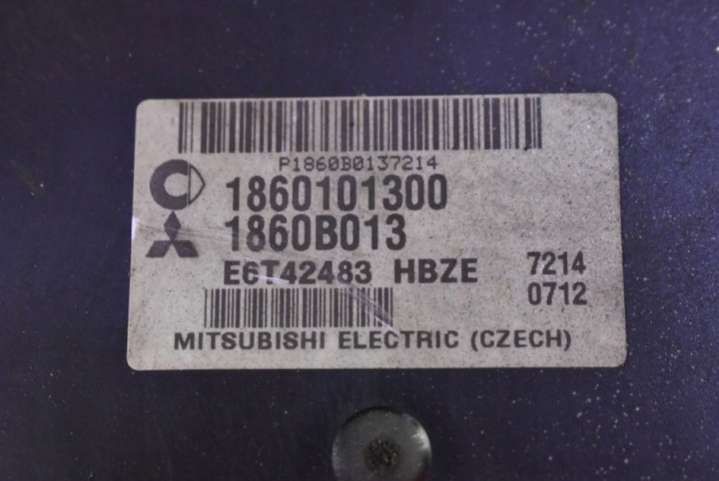 P1860B0137214
1860101300
1860B013
E6T42483 HBZE 7214
0712
MITSUBISHI ELECTRIC (CZECH)